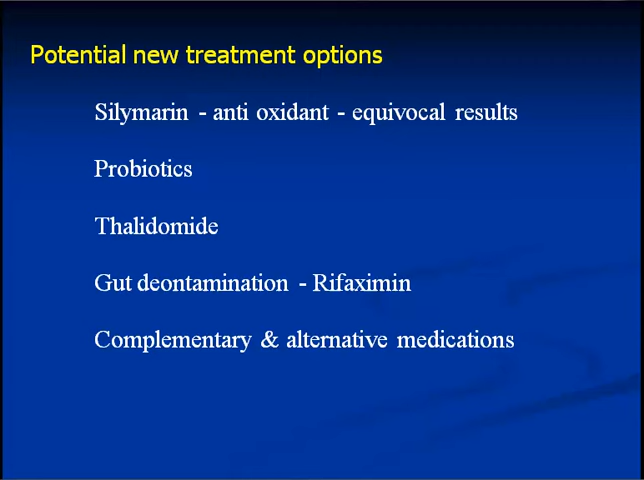 Potential new treatment options
Silymarin - anti oxidant - equivocal results
Probiotics
Thalidomide
Gut deontamination - Rifaximin
Complementary & alternative medications